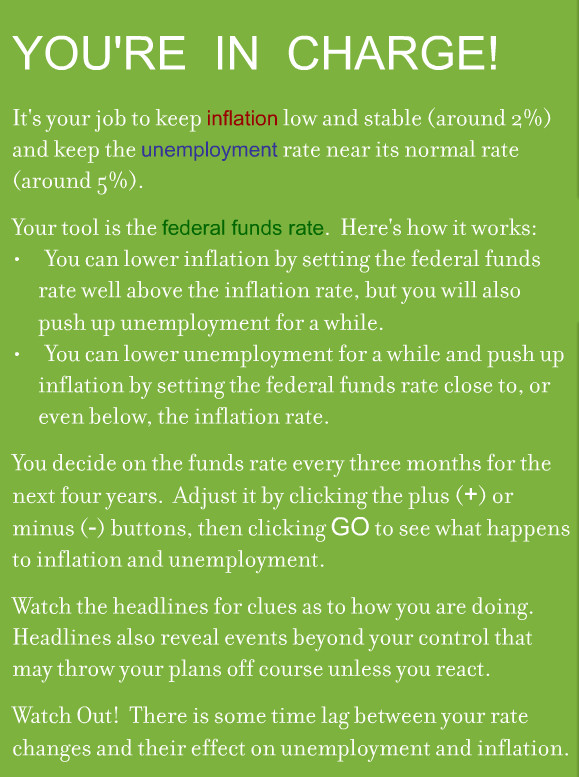 YOU'RE IN CHARGE!
It's your job to keep inflation low and stable (around 2%)
and keep the unemployment rate near its normal rate
(around 5%).
Your tool is the federal funds rate. Here's how it works:
• You can lower inflation by setting the federal funds
rate well above the inflation rate, but you will also
push up unemployment for a while.
• You can lower unemployment for a while and push up
inflation by setting the federal funds rate close to, or
even below, the inflation rate.
You decide on the funds rate every three months for the
next four years. Adjust it by clicking the plus (+) or
minus (-) buttons, then clicking GO to see what happens
to inflation and unemployment.
Watch the headlines for clues as to how you are doing.
Headlines also reveal events beyond your control that
may throw your plans off course unless you react.
Watch Out! There is some time lag between your rate
changes and their effect on unemployment and inflation.